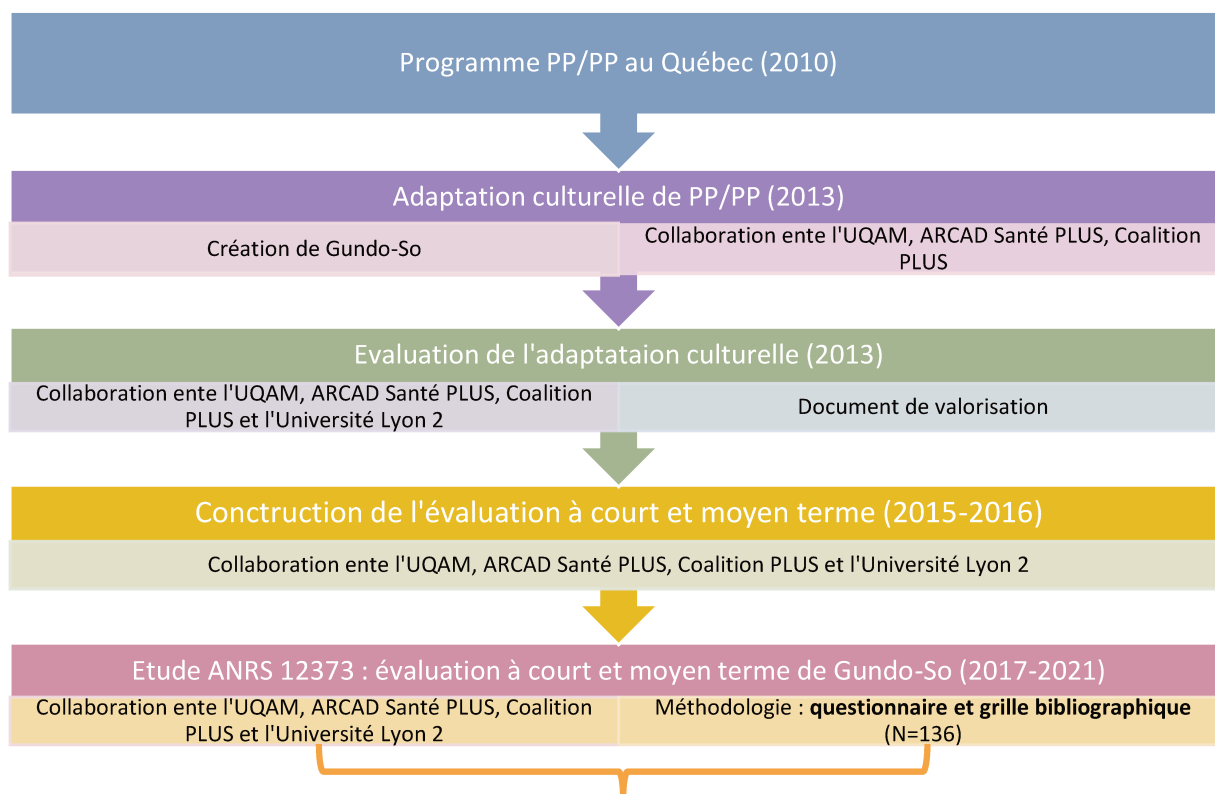 Programme PP/PP au Québec (2010)
Adaptation culturelle de PP/PP (2013)
Création de Gundo-So
Collaboration ente l'UQAM, ARCAD Santé PLUS, Coalition
PLUS
Evaluation de l'adaptataion culturelle (2013)
Collaboration ente l'UQAM, ARCAD Santé PLUS, Coalition
PLUS et l'Université Lyon 2
Document de valorisation
Conctruction de l'évaluation à court et moyen terme (2015-2016)
Collaboration ente l'UQAM, ARCAD Santé PLUS, Coalition PLUS et l'Université Lyon 2
Etude ANRS 12373 : évaluation à court et moyen terme de Gundo-So (2017-2021)
Collaboration ente l'UQAM, ARCAD Santé PLUS, Coalition
PLUS et l'Université Lyon 2
Méthodologie : questionnaire et grille bibliographique
(N=136)